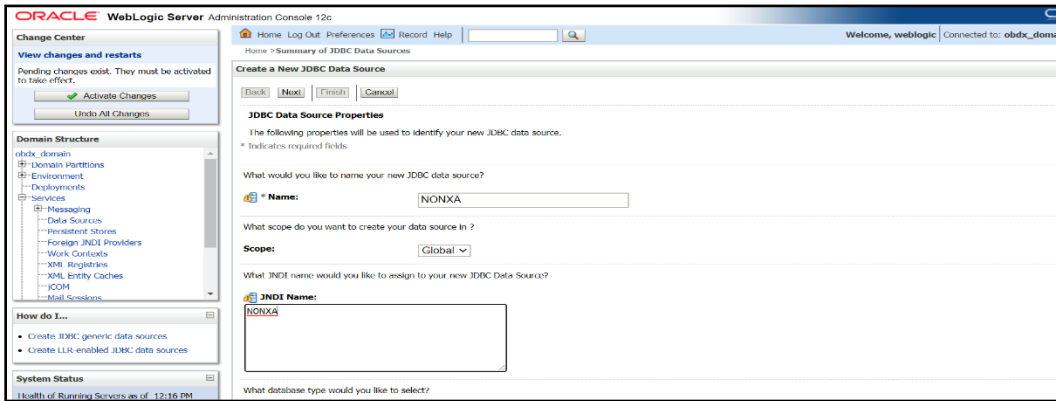 ORACLE WebLogic Server Administration Console 12c
Change Center
View changes and restarts
Pending changes exist. They must be activated
to take effect.
Activate Changes
Undo All Changes
Domain Structure
obdx_domain
Domain Partitions
Environment
Deployments
Services
Messaging
Data Sources
Persistent Stores
Foreign JNDI Providers
Work Contexts
XML Registries
XML Entity Caches
jCOM
Mail Sessions
How do I...
Create JDBC generic data sources
Create LLR-enabled JDBC data sources
System Status
Health of Running Servers as of 12:16 PM
Home Log Out Preferences Record Help
Welcome, weblogic Connected to: obdx_doma
Home >Summary of JDBC Data Sources
Create a New JDBC Data Source
Back Next Finish Cancel
JDBC Data Source Properties
The following properties will be used to identify your new JDBC data source.
* Indicates required fields
What would you like to name your new JDBC data source?
* Name: NONXA
What scope do you want to create your data source in ?
Scope: Global
What JNDI name would you like to assign to your new JDBC Data Source?
JNDI Name:
NONXA
What database type would you like to select?